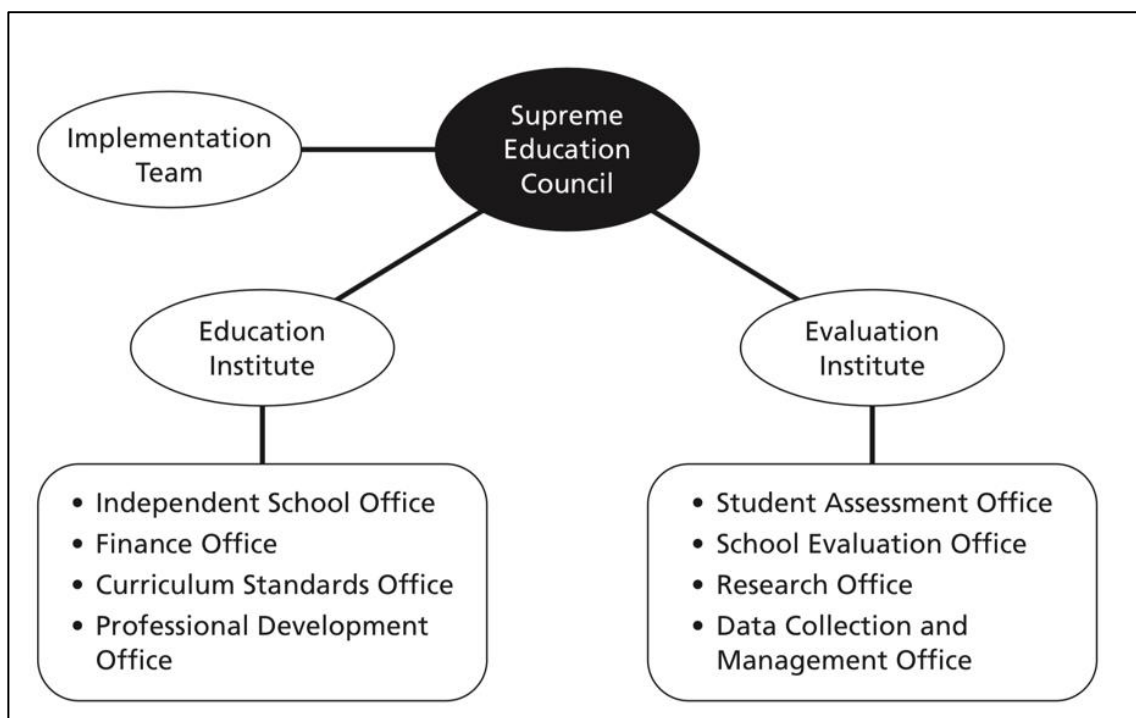 Supreme
Education
Council
Implementation
Team
Education
Institute
Evaluation
Institute
• Independent School Office
• Finance Office
• Curriculum Standards Office
• Professional Development
Office
• Student Assessment Office
• School Evaluation Office
• Research Office
• Data Collection and
Management Office